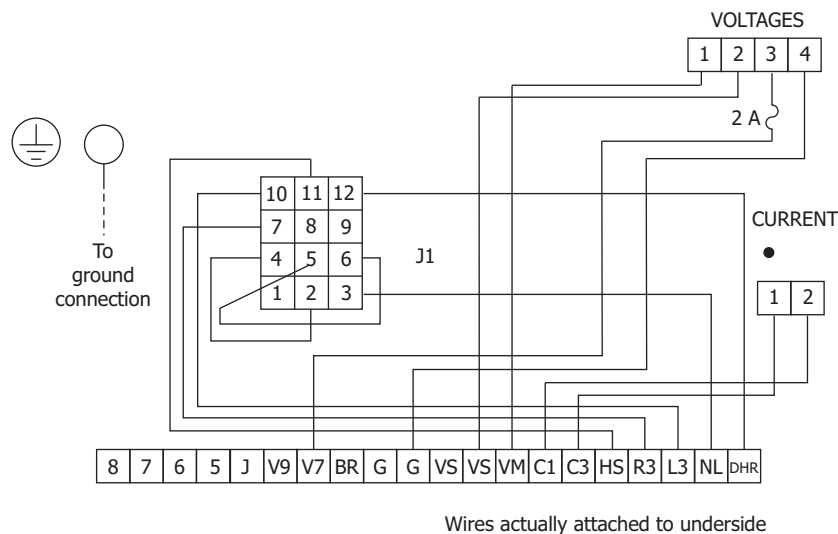 VOLTAGES
1 2 3 4
2 A
10 11 12
7 8 9
4 5 6
1 2 3
J1
To
ground
connection
CURRENT
1 2
8 7 6 5 J V9 V7 BR G G VS VS VM C1 C3 HS R3 L3 NL DHR
Wires actually attached to underside